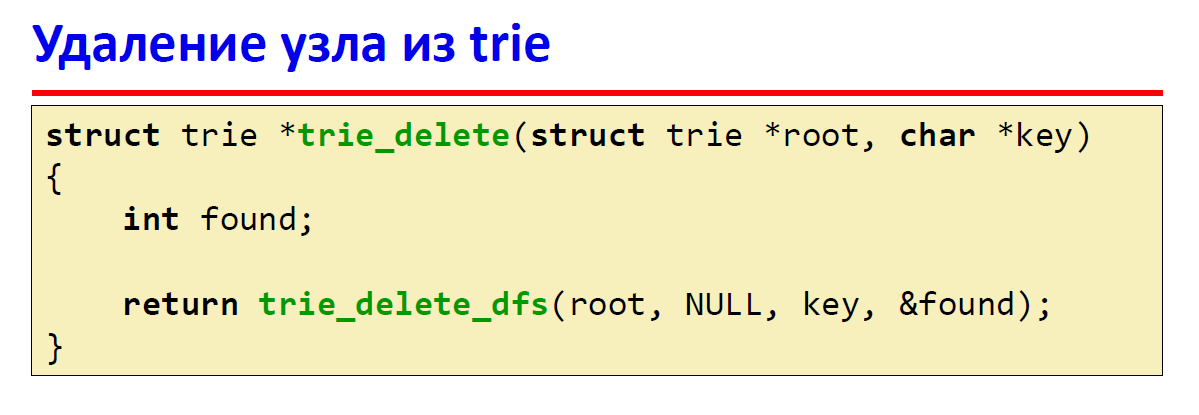 Удаление узла из trie
struct trie *trie_delete(struct trie *root, char *key)
{
    int found;
    return trie_delete_dfs(root, NULL, key, &found);
}